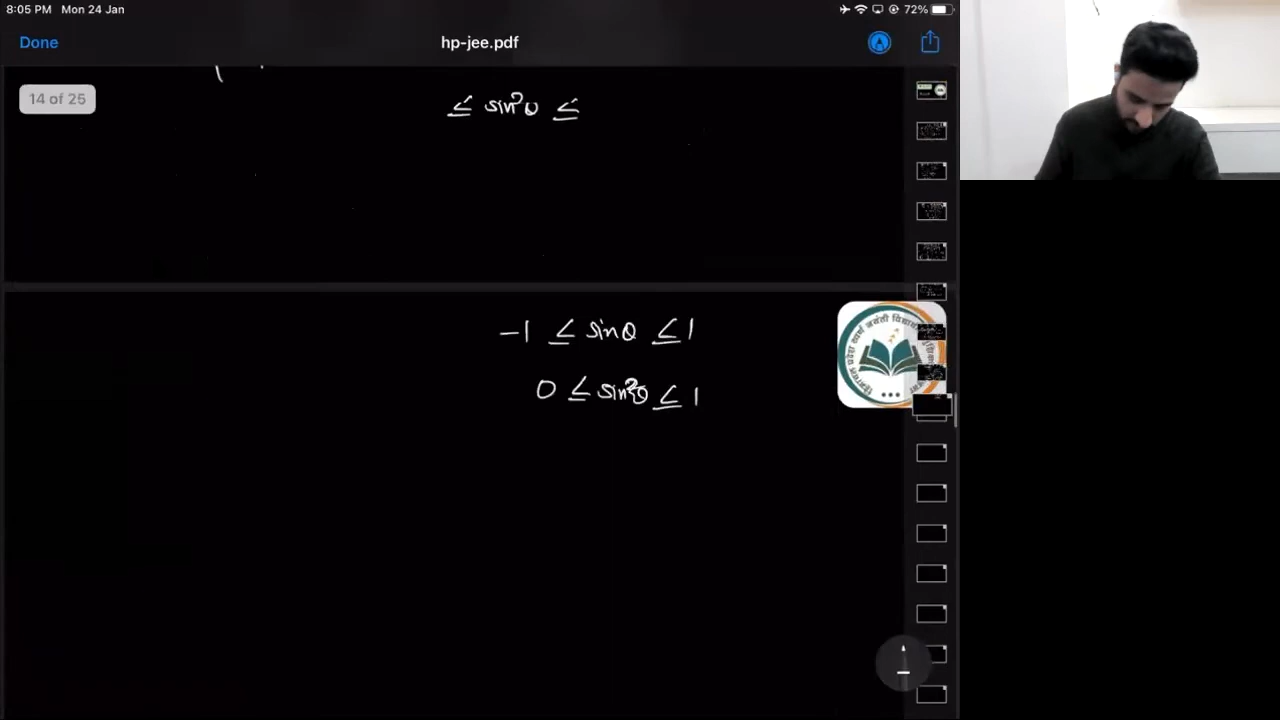 8:05 PM Mon 24 Jan
72%
Done
hp-jee.pdf
14 of 25
≤ sin²θ ≤
−1 ≤ sinθ ≤ 1
0 ≤ sin²θ ≤ 1